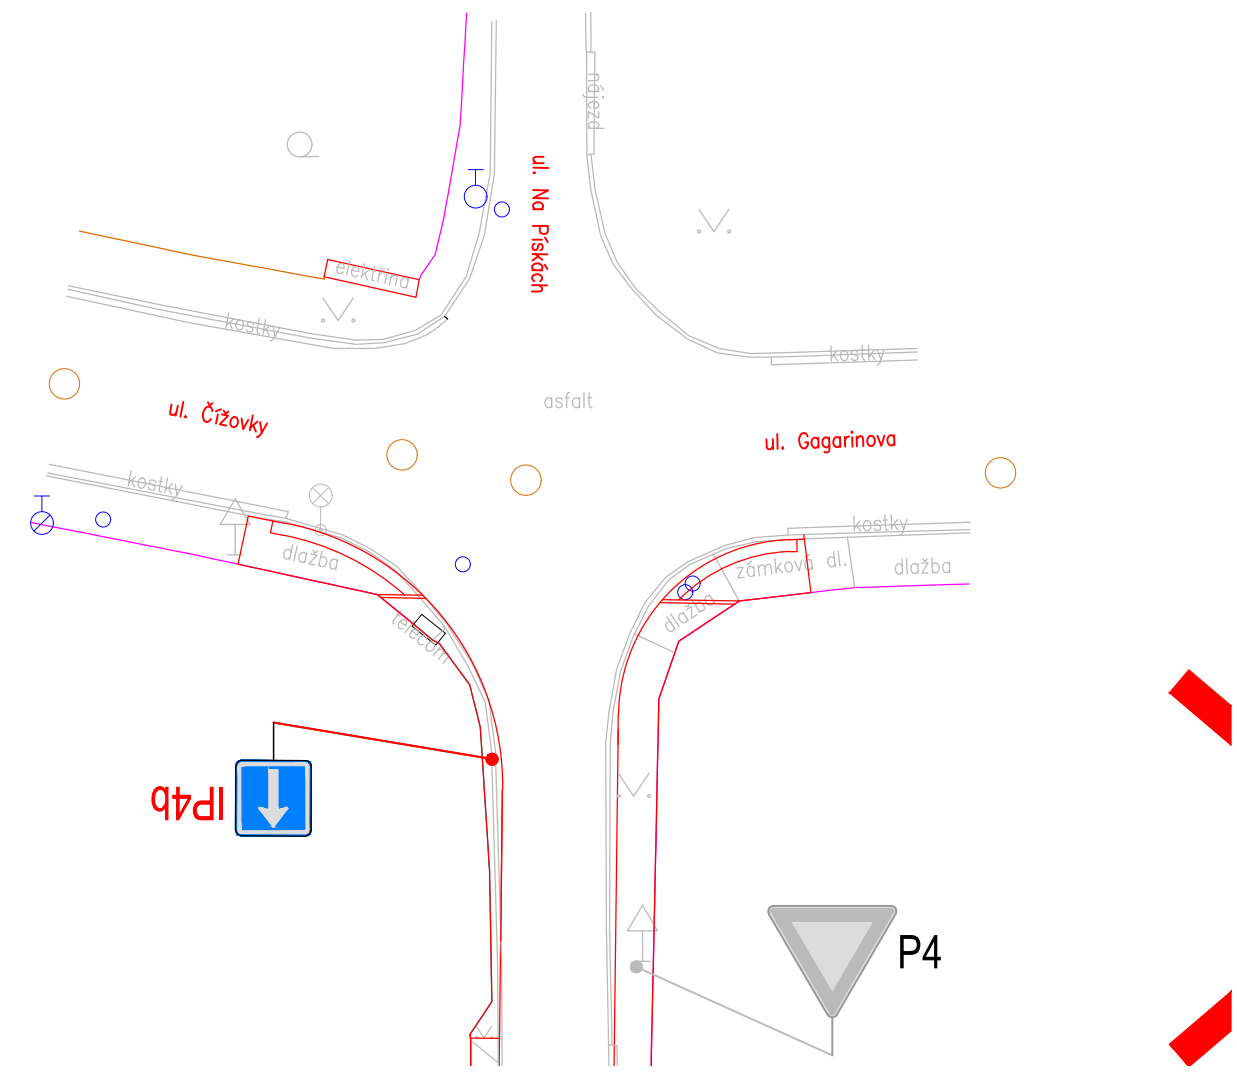 nájezd
ul. Na Pískách
elektřina
kostky
kostky
asfalt
ul. Čížovky
ul. Gagarinova
kostky
kostky
dlažba
zámková dl.
dlažba
dlažba
telecom
IP4b
P4